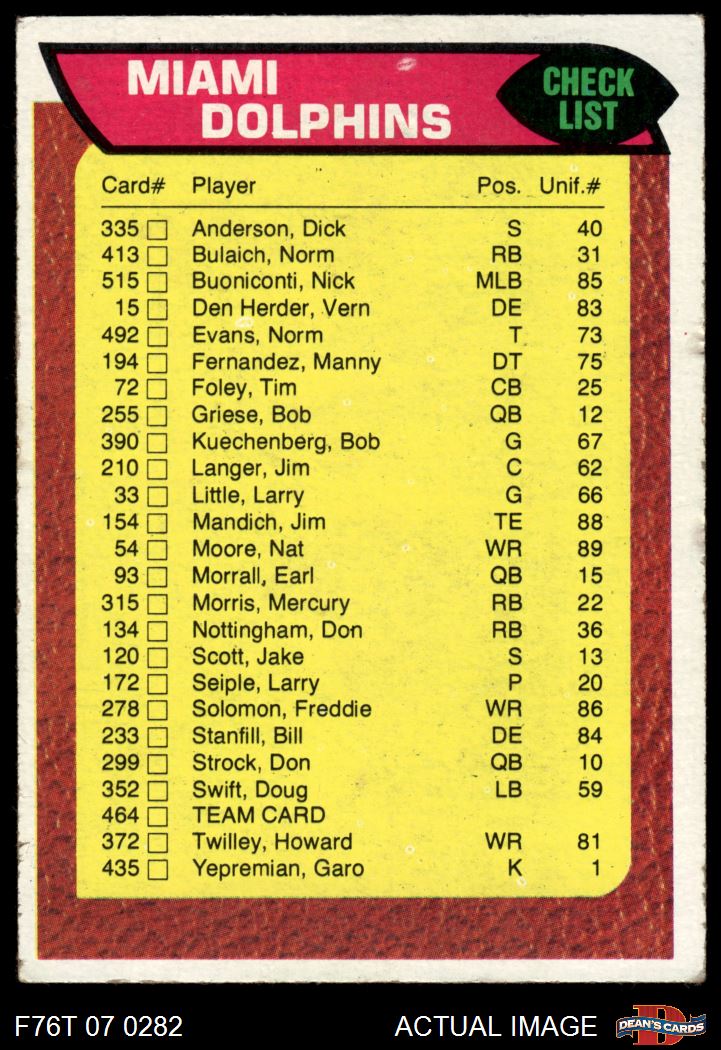 MIAMI
DOLPHINS
CHECK
LIST
Card# Player Pos. Unif.#
335 Anderson, Dick S 40
413 Bulaich, Norm RB 31
515 Buoniconti, Nick MLB 85
15 Den Herder, Vern DE 83
492 Evans, Norm T 73
194 Fernandez, Manny DT 75
72 Foley, Tim CB 25
255 Griese, Bob QB 12
390 Kuechenberg, Bob G 67
210 Langer, Jim C 62
33 Little, Larry G 66
154 Mandich, Jim TE 88
54 Moore, Nat WR 89
93 Morrall, Earl QB 15
315 Morris, Mercury RB 22
134 Nottingham, Don RB 36
120 Scott, Jake S 13
172 Seiple, Larry P 20
278 Solomon, Freddie WR 86
233 Stanfill, Bill DE 84
299 Strock, Don QB 10
352 Swift, Doug LB 59
464 TEAM CARD
372 Twilley, Howard WR 81
435 Yepremian, Garo K 1
F76T 07 0282 ACTUAL IMAGE
D
DEAN'S CARDS